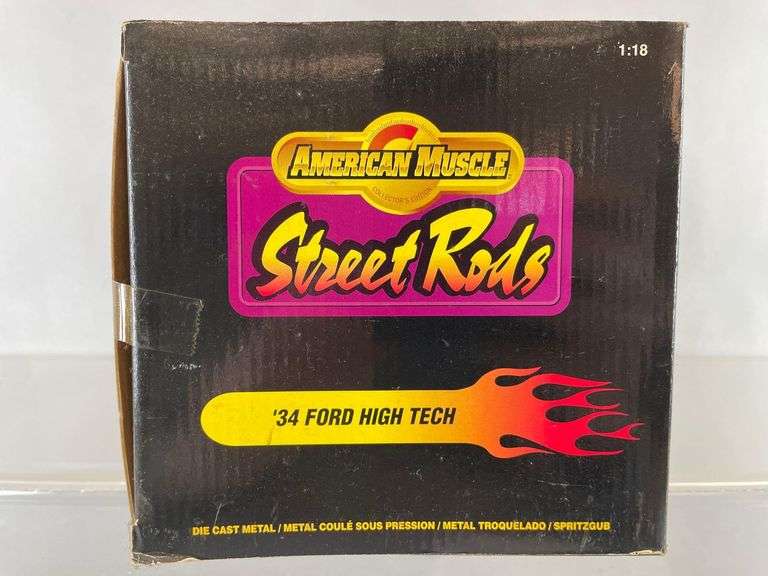 1:18
AMERICAN MUSCLE
COLLECTOR'S EDITION
Street Rods
'34 FORD HIGH TECH
DIE CAST METAL / METAL COULÉ SOUS PRESSION / METAL TROQUELADO / SPRITZGUB